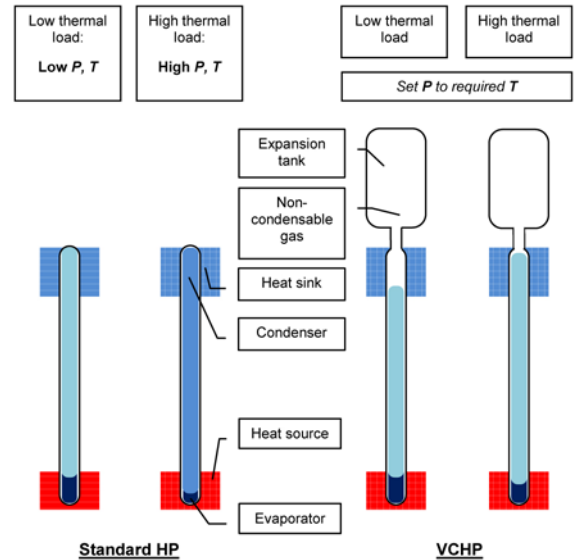 Low thermal
load:
Low P, T
High thermal
load:
High P, T
Low thermal
load
High thermal
load
Set P to required T
Expansion
tank
Non-
condensable
gas
Heat sink
Condenser
Heat source
Evaporator
Standard HP
VCHP